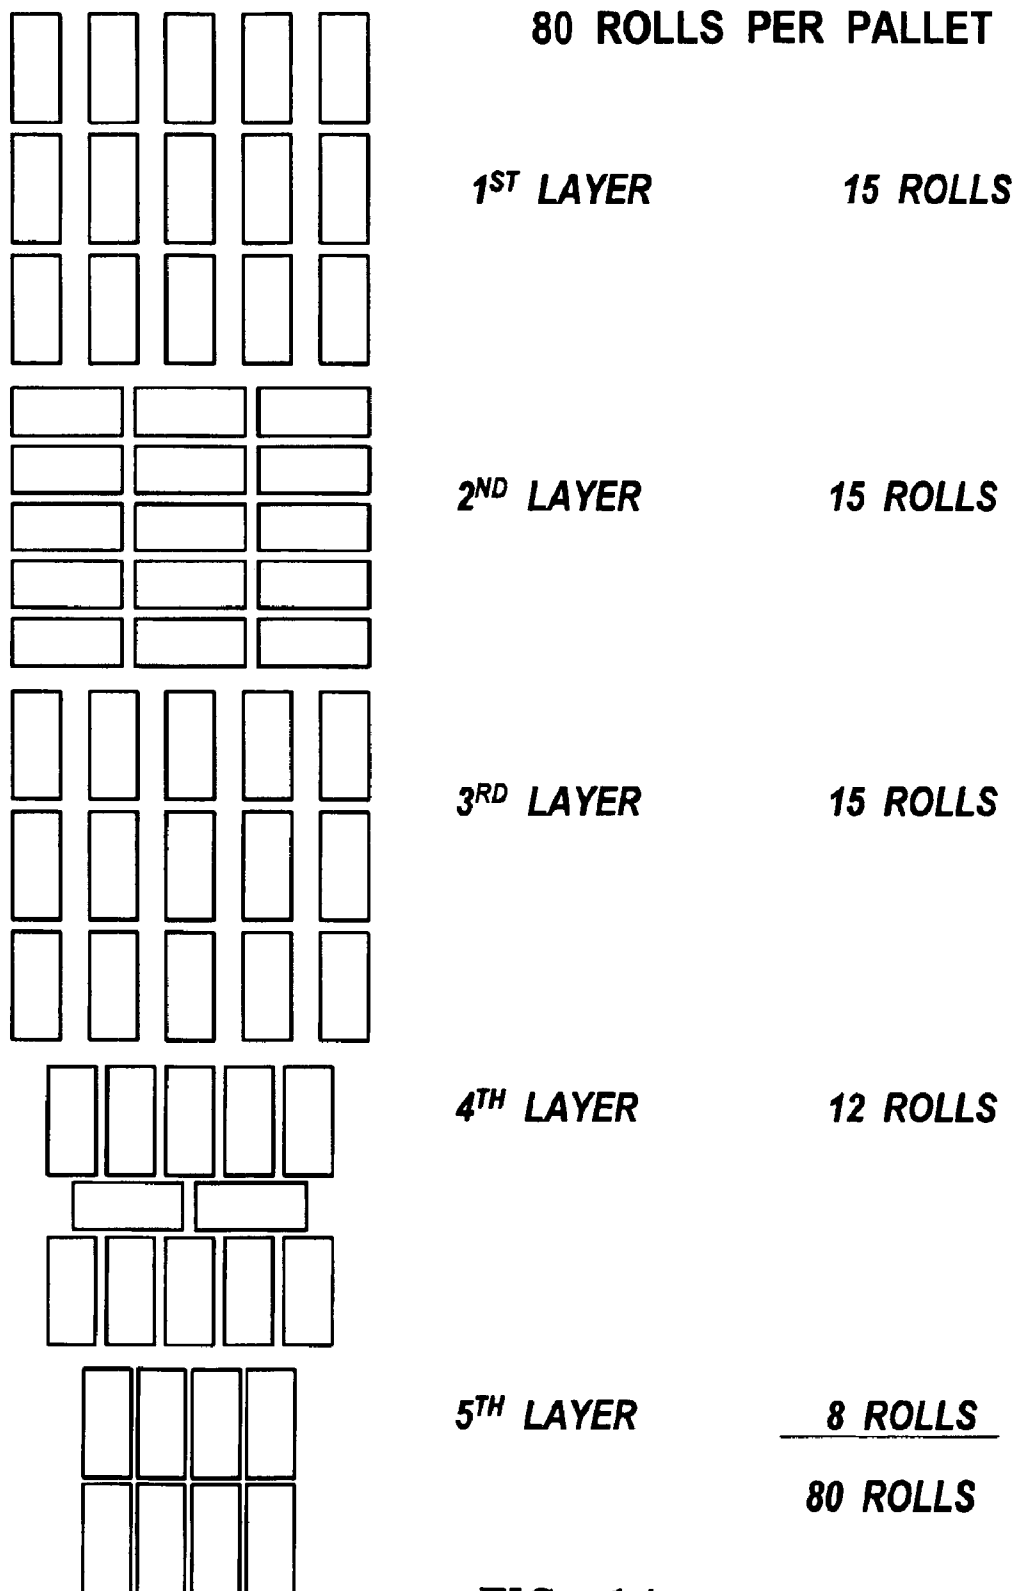 80 ROLLS PER PALLET
1ST LAYER 15 ROLLS
2ND LAYER 15 ROLLS
3RD LAYER 15 ROLLS
4TH LAYER 12 ROLLS
5TH LAYER 8 ROLLS
80 ROLLS